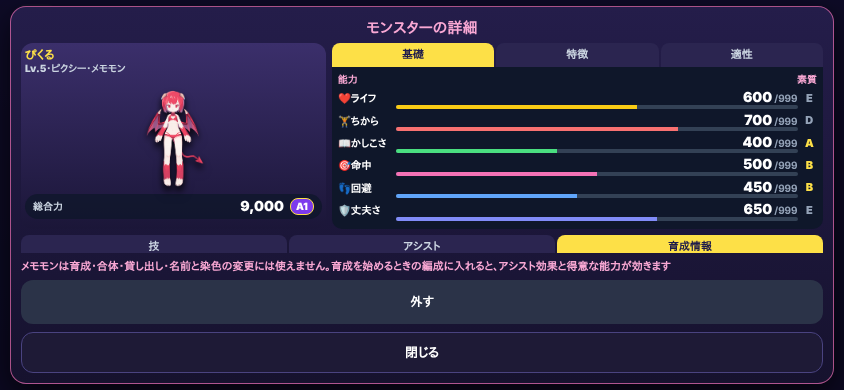 モンスターの詳細
ぴくる
Lv.5・ピクシー・メモモン
総合力
9,000 A1
基礎
特徴
適性
能力
素質
❤️ライフ 600 /999 E
🏋️ちから 700 /999 D
📖かしこさ 400 /999 A
🎯命中 500 /999 B
👣回避 450 /999 B
🛡️丈夫さ 650 /999 E
技
アシスト
育成情報
メモモンは育成・合体・貸し出し・名前と染色の変更には使えません。育成を始めるときの編成に入れると、アシスト効果と得意な能力が効きます
外す
閉じる